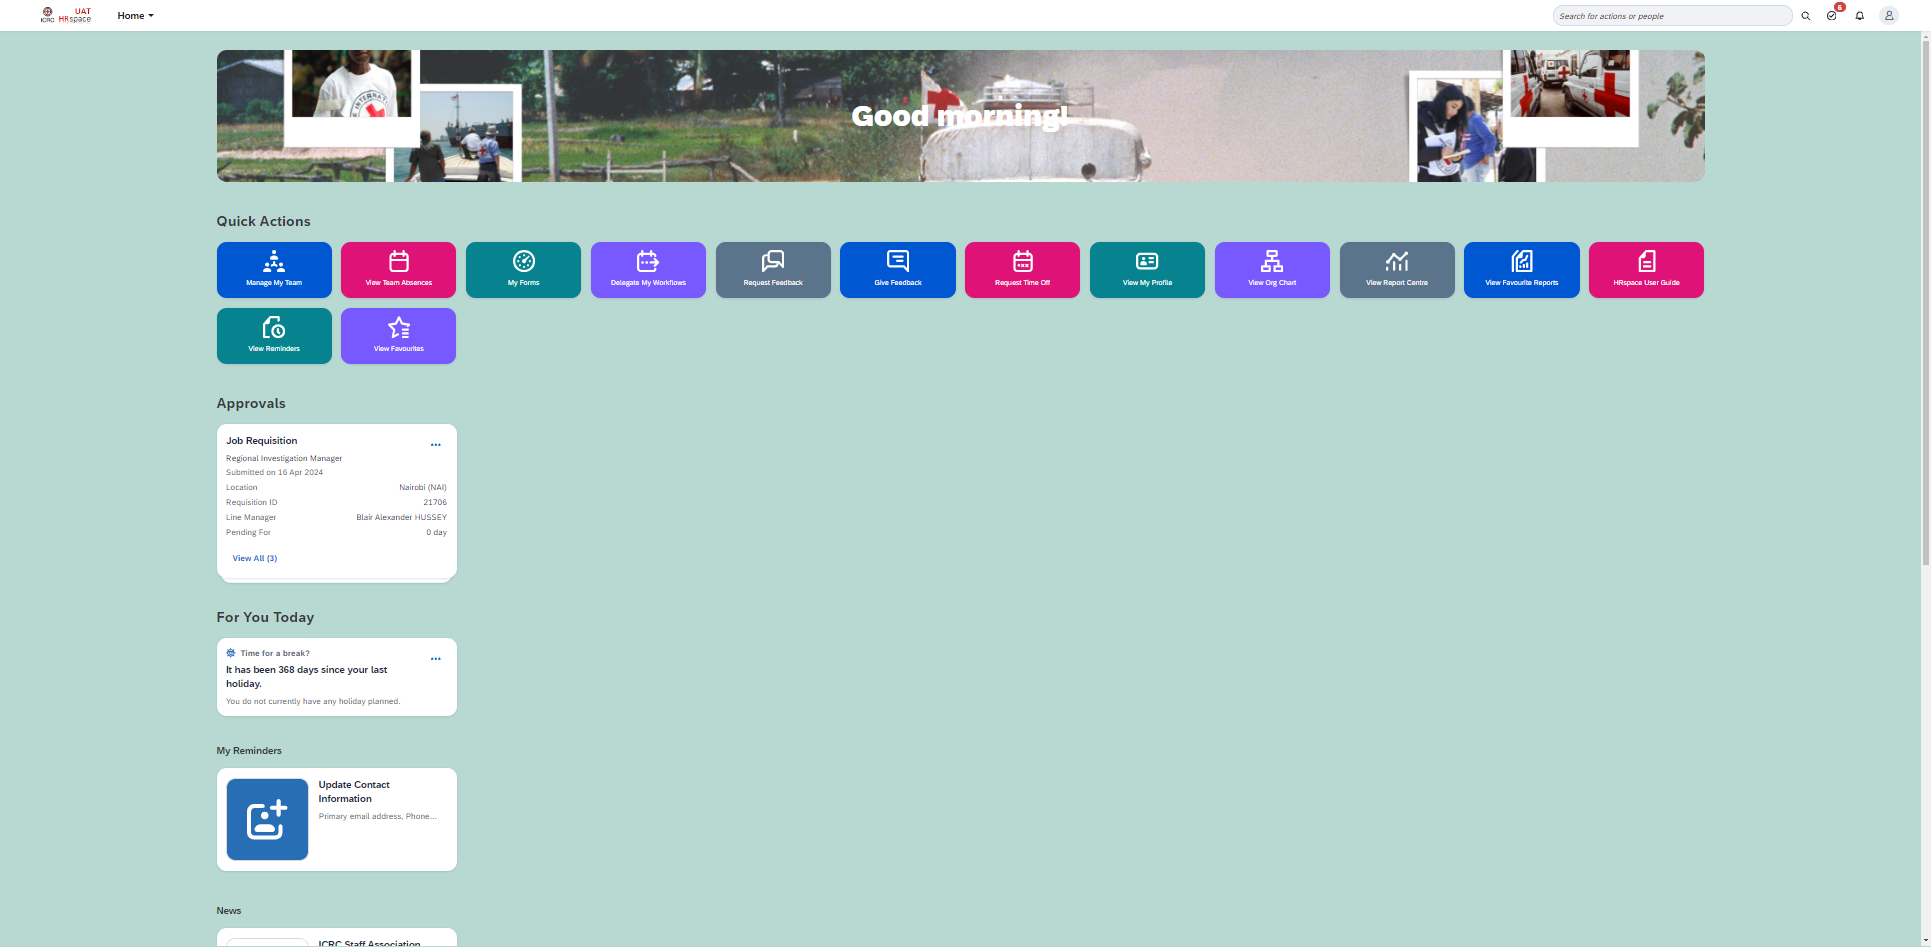 UAT
ICRC HRspace
Home
Search for actions or people
6
INTERNATI
Good morning!
Quick Actions
Manage My Team
View Team Absences
My Forms
Delegate My Workflows
Request Feedback
Give Feedback
Request Time Off
View My Profile
View Org Chart
View Report Centre
View Favourite Reports
HRspace User Guide
View Reminders
View Favourites
Approvals
Job Requisition
Regional Investigation Manager
Submitted on 16 Apr 2024
Location Nairobi (NAI)
Requisition ID 21706
Line Manager Blair Alexander HUSSEY
Pending For 0 day
View All (3)
For You Today
Time for a break?
It has been 368 days since your last
holiday.
You do not currently have any holiday planned.
My Reminders
Update Contact
Information
Primary email address, Phone...
News
ICRC Staff Association